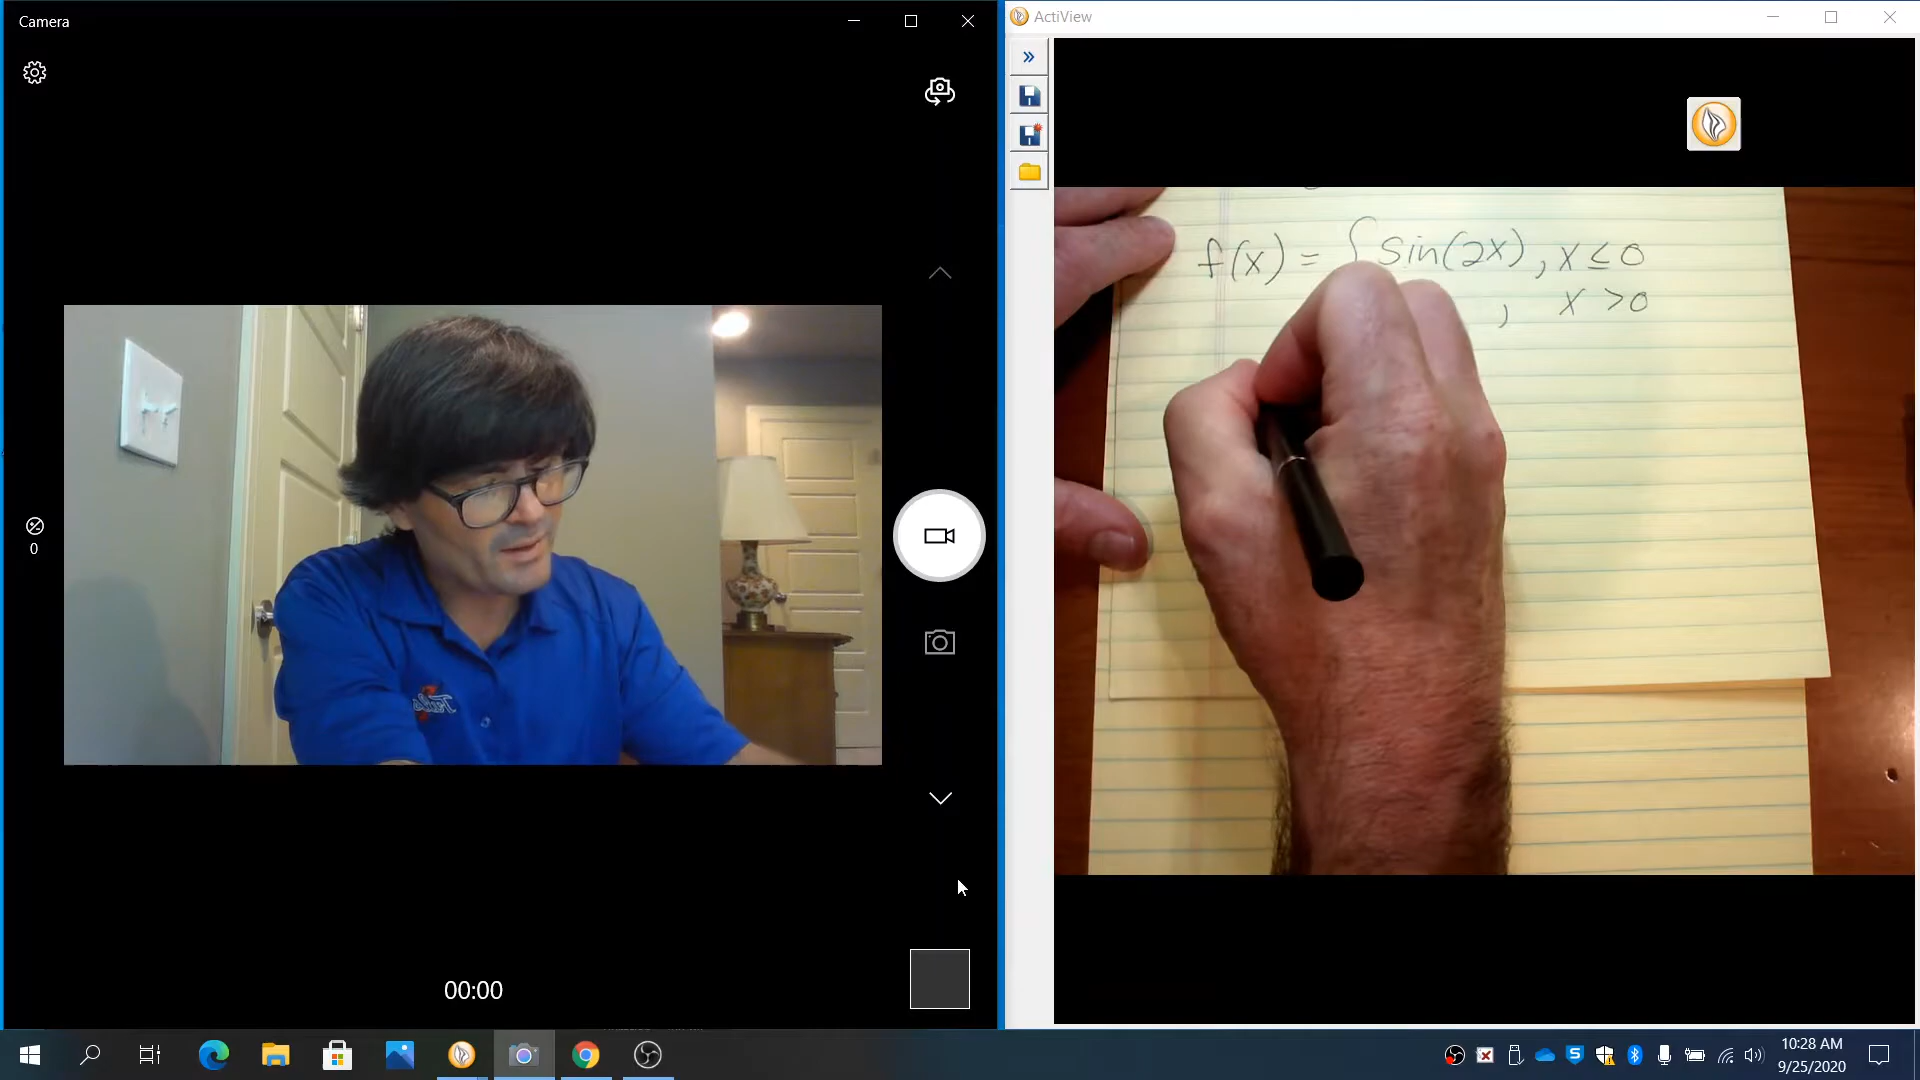 Camera
ActiView
f(x) = { sin(2x), x ≤ 0
, x > 0
0
00:00
10:28 AM
9/25/2020